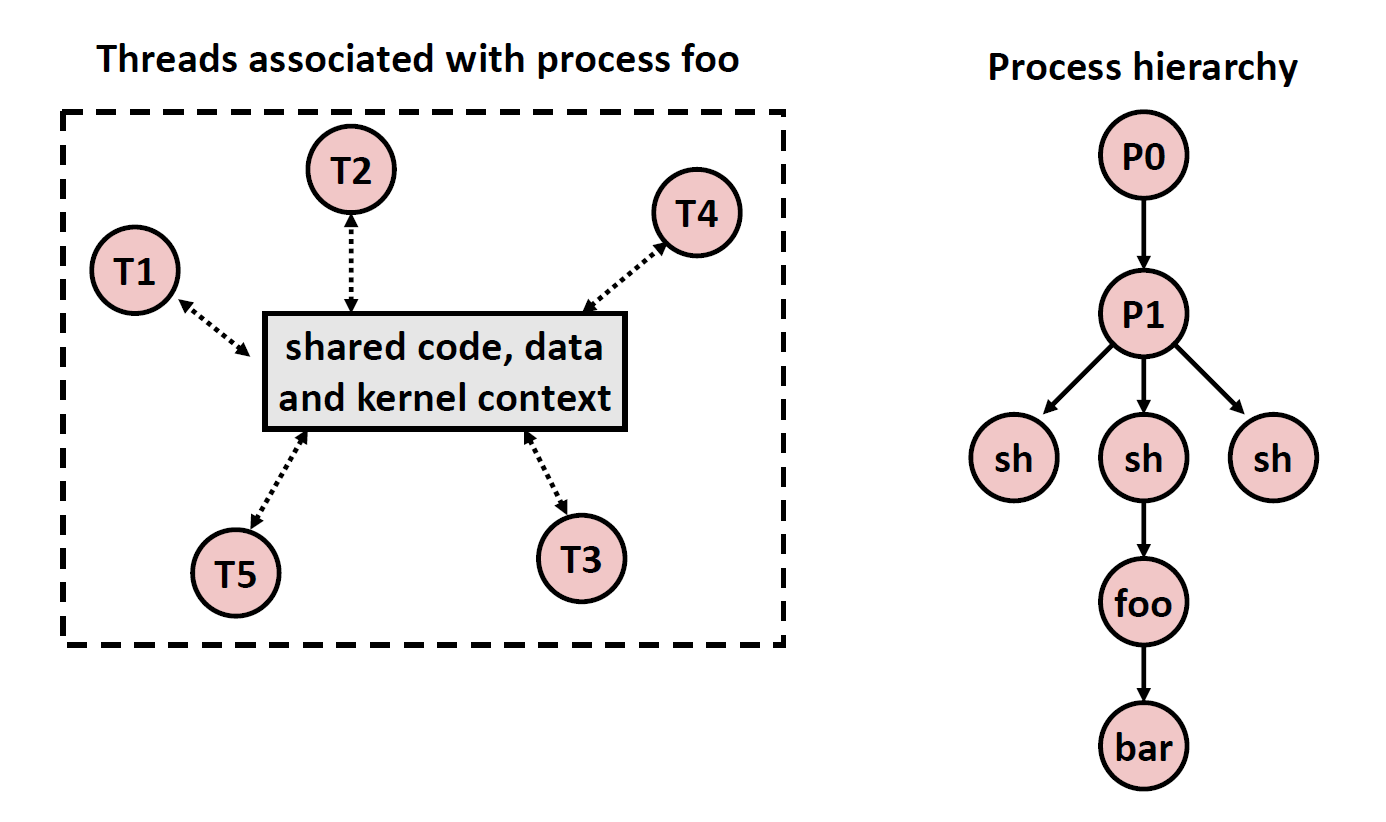 Threads associated with process foo
T2
T4
T1
shared code, data
and kernel context
T5
T3
Process hierarchy
P0
P1
sh
sh
sh
foo
bar